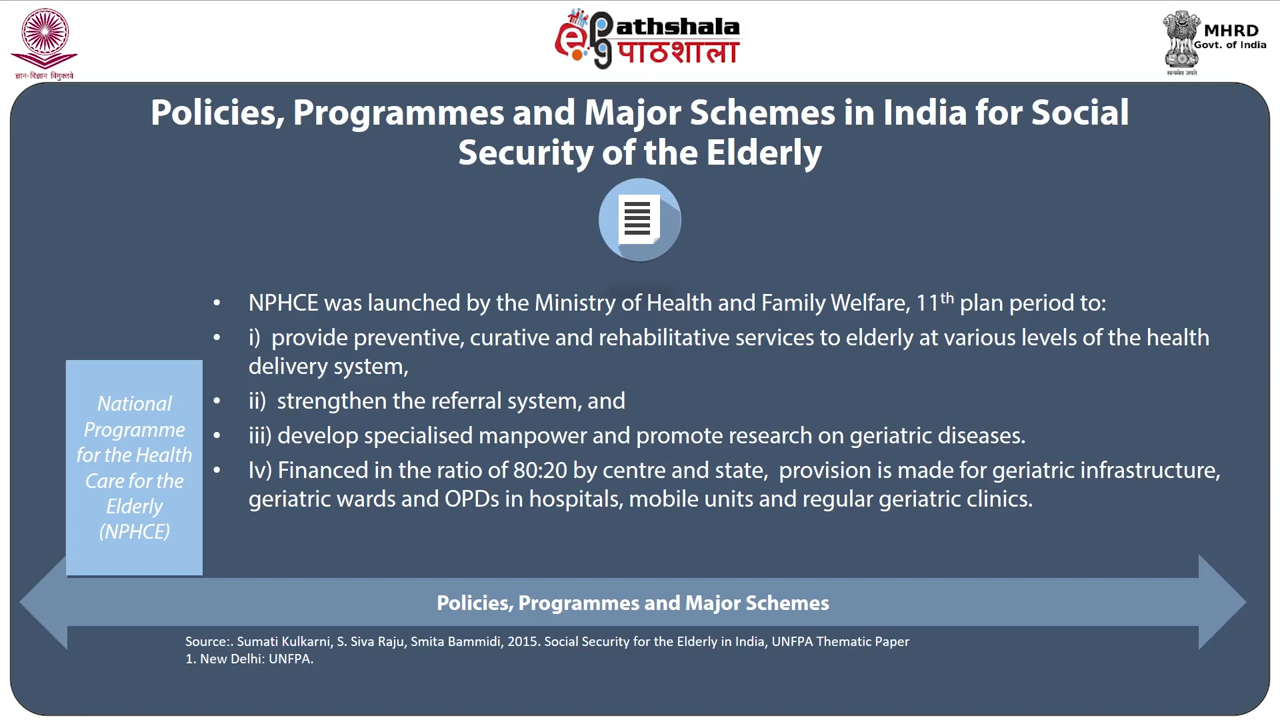 ज्ञान-विज्ञान विमुक्तये
ePathshala
पाठशाला
MHRD
Govt. of India
सत्यमेव जयते
Policies, Programmes and Major Schemes in India for Social
Security of the Elderly
• NPHCE was launched by the Ministry of Health and Family Welfare, 11th plan period to:
• i) provide preventive, curative and rehabilitative services to elderly at various levels of the health
delivery system,
• ii) strengthen the referral system, and
• iii) develop specialised manpower and promote research on geriatric diseases.
• Iv) Financed in the ratio of 80:20 by centre and state, provision is made for geriatric infrastructure,
geriatric wards and OPDs in hospitals, mobile units and regular geriatric clinics.
National
Programme
for the Health
Care for the
Elderly
(NPHCE)
Policies, Programmes and Major Schemes
Source:. Sumati Kulkarni, S. Siva Raju, Smita Bammidi, 2015. Social Security for the Elderly in India, UNFPA Thematic Paper
1. New Delhi: UNFPA.